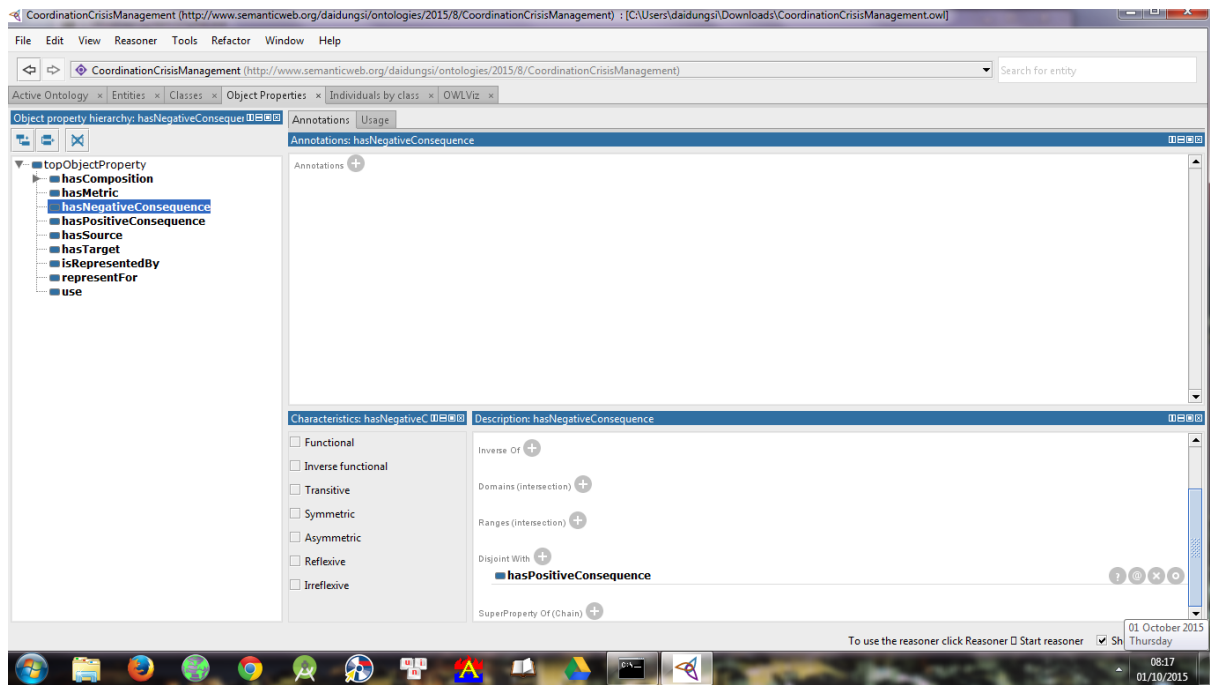 CoordinationCrisisManagement (http://www.semanticweb.org/daidungsi/ontologies/2015/8/CoordinationCrisisManagement) : [C:\Users\daidungsi\Downloads\CoordinationCrisisManagement.owl]
File Edit View Reasoner Tools Refactor Window Help
CoordinationCrisisManagement (http://www.semanticweb.org/daidungsi/ontologies/2015/8/CoordinationCrisisManagement) Search for entity
Active Ontology × Entities × Classes × Object Properties × Individuals by class × OWLViz ×
Object property hierarchy: hasNegativeConsequen
Annotations Usage
Annotations: hasNegativeConsequence
topObjectProperty
hasComposition
hasMetric
hasNegativeConsequence
hasPositiveConsequence
hasSource
hasTarget
isRepresentedBy
representFor
use
Annotations
Characteristics: hasNegativeC
Functional
Inverse functional
Transitive
Symmetric
Asymmetric
Reflexive
Irreflexive
Description: hasNegativeConsequence
Inverse Of
Domains (intersection)
Ranges (intersection)
Disjoint With
hasPositiveConsequence
SuperProperty Of (Chain)
To use the reasoner click Reasoner Start reasoner Sh
01 October 2015
Thursday
08:17
01/10/2015